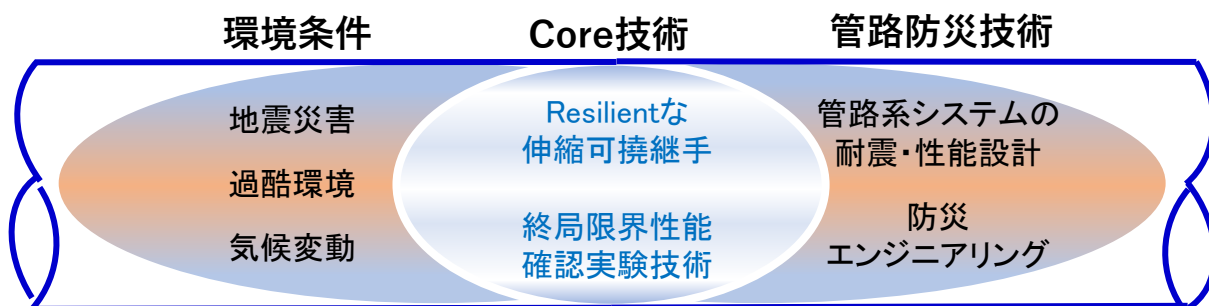 環境条件
Core技術
管路防災技術
地震災害
過酷環境
気候変動
Resilientな
伸縮可撓継手
終局限界性能
確認実験技術
管路系システムの
耐震・性能設計
防災
エンジニアリング